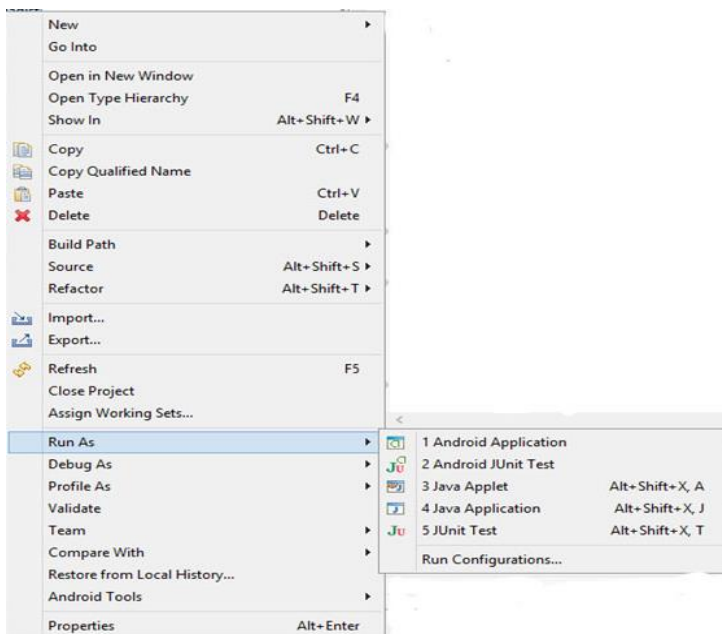 New
Go Into
Open in New Window
Open Type Hierarchy F4
Show In Alt+Shift+W
Copy Ctrl+C
Copy Qualified Name
Paste Ctrl+V
Delete Delete
Build Path
Source Alt+Shift+S
Refactor Alt+Shift+T
Import...
Export...
Refresh F5
Close Project
Assign Working Sets...
Run As
Debug As
Profile As
Validate
Team
Compare With
Restore from Local History...
Android Tools
Properties Alt+Enter
1 Android Application
2 Android JUnit Test
3 Java Applet Alt+Shift+X, A
4 Java Application Alt+Shift+X, J
5 JUnit Test Alt+Shift+X, T
Run Configurations...